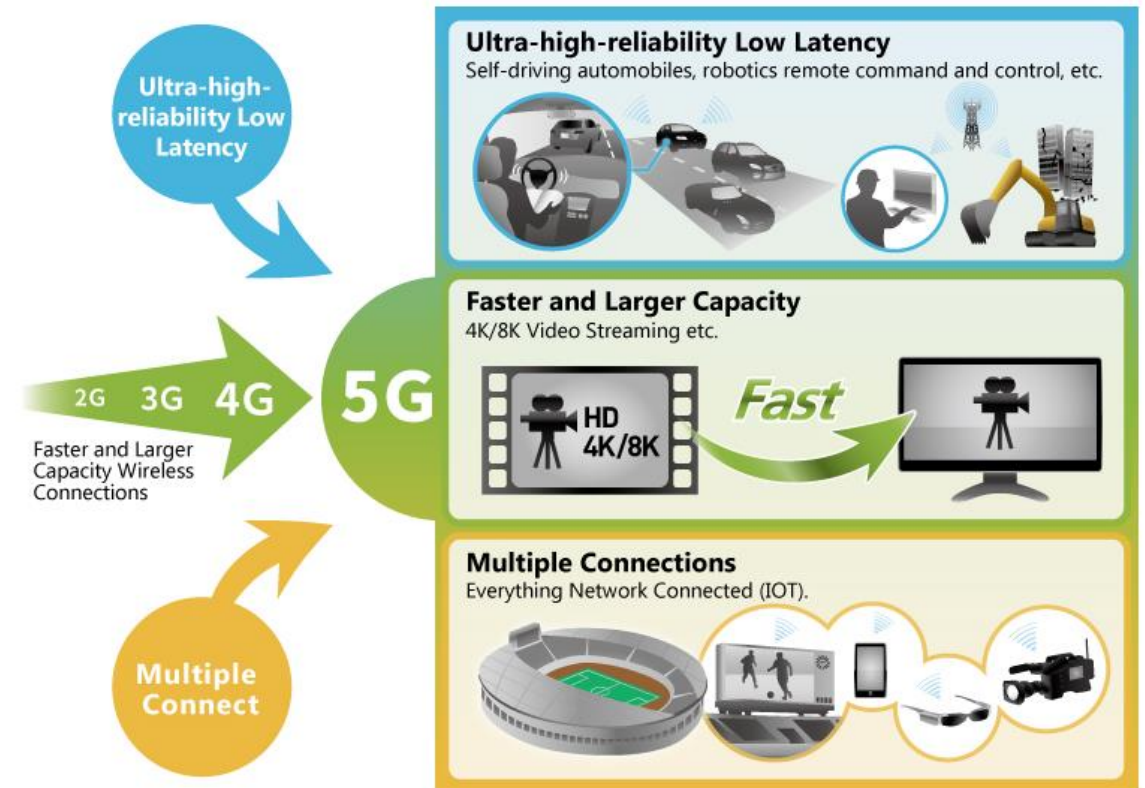 Ultra-high-
reliability Low
Latency
2G 3G 4G
5G
Faster and Larger
Capacity Wireless
Connections
Multiple
Connect
Ultra-high-reliability Low Latency
Self-driving automobiles, robotics remote command and control, etc.
Faster and Larger Capacity
4K/8K Video Streaming etc.
HD
4K/8K
Fast
Multiple Connections
Everything Network Connected (IOT).